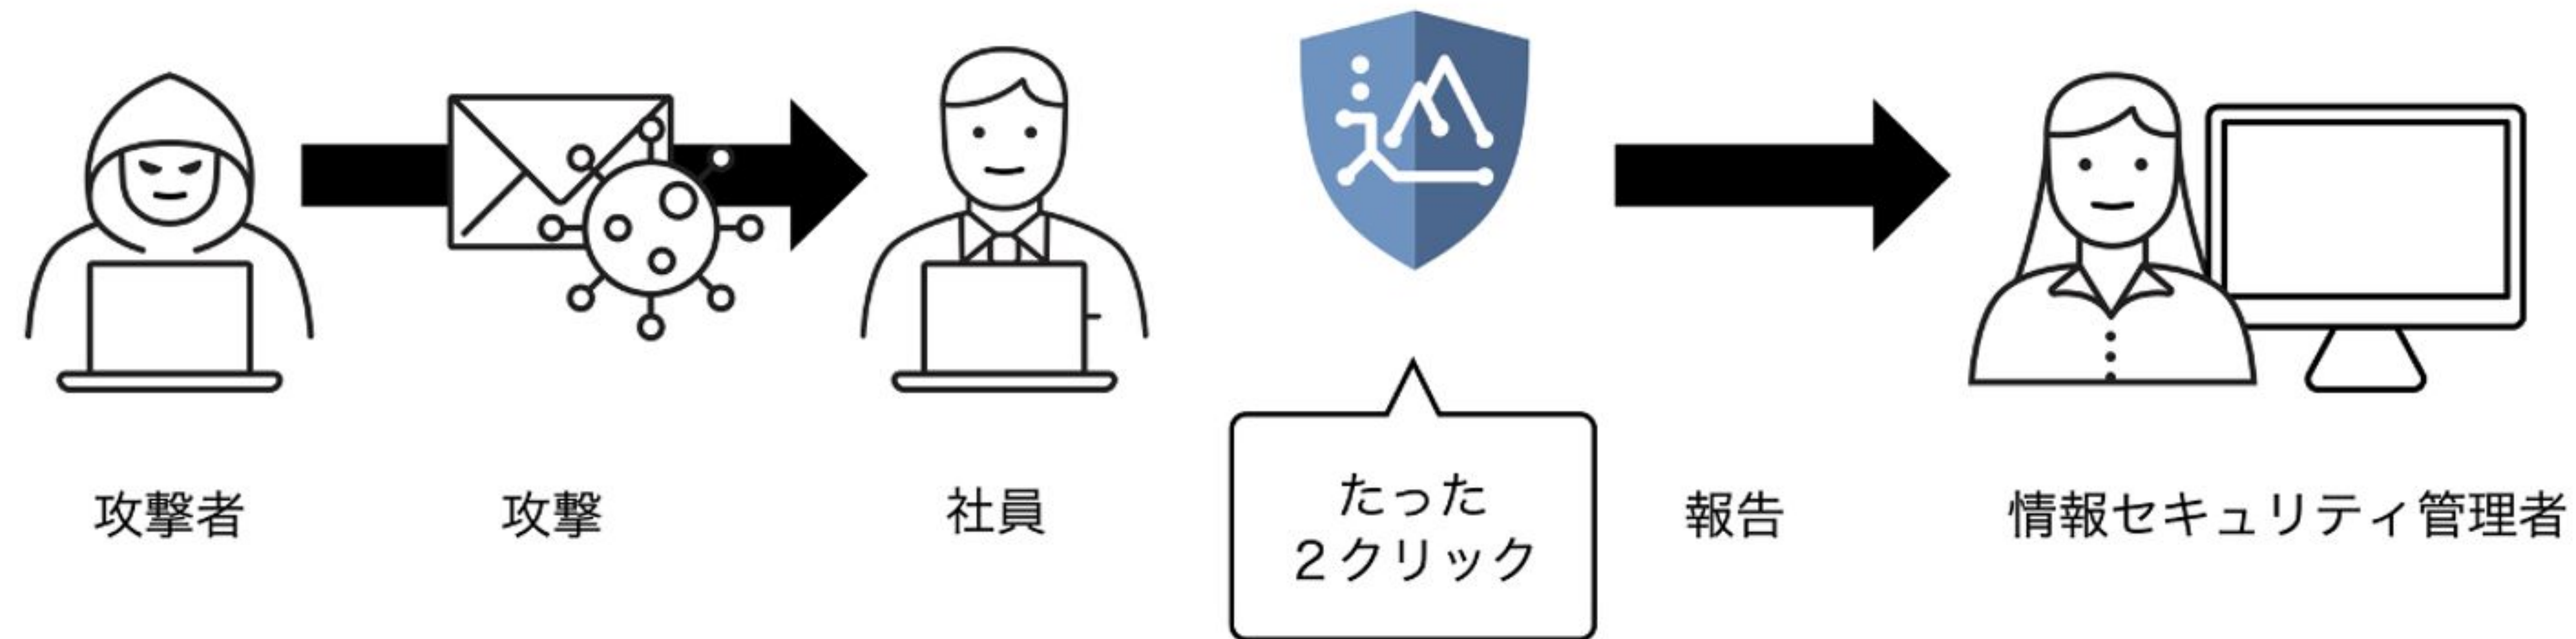 攻撃者
攻撃
社員
たった
２クリック
報告
情報セキュリティ管理者